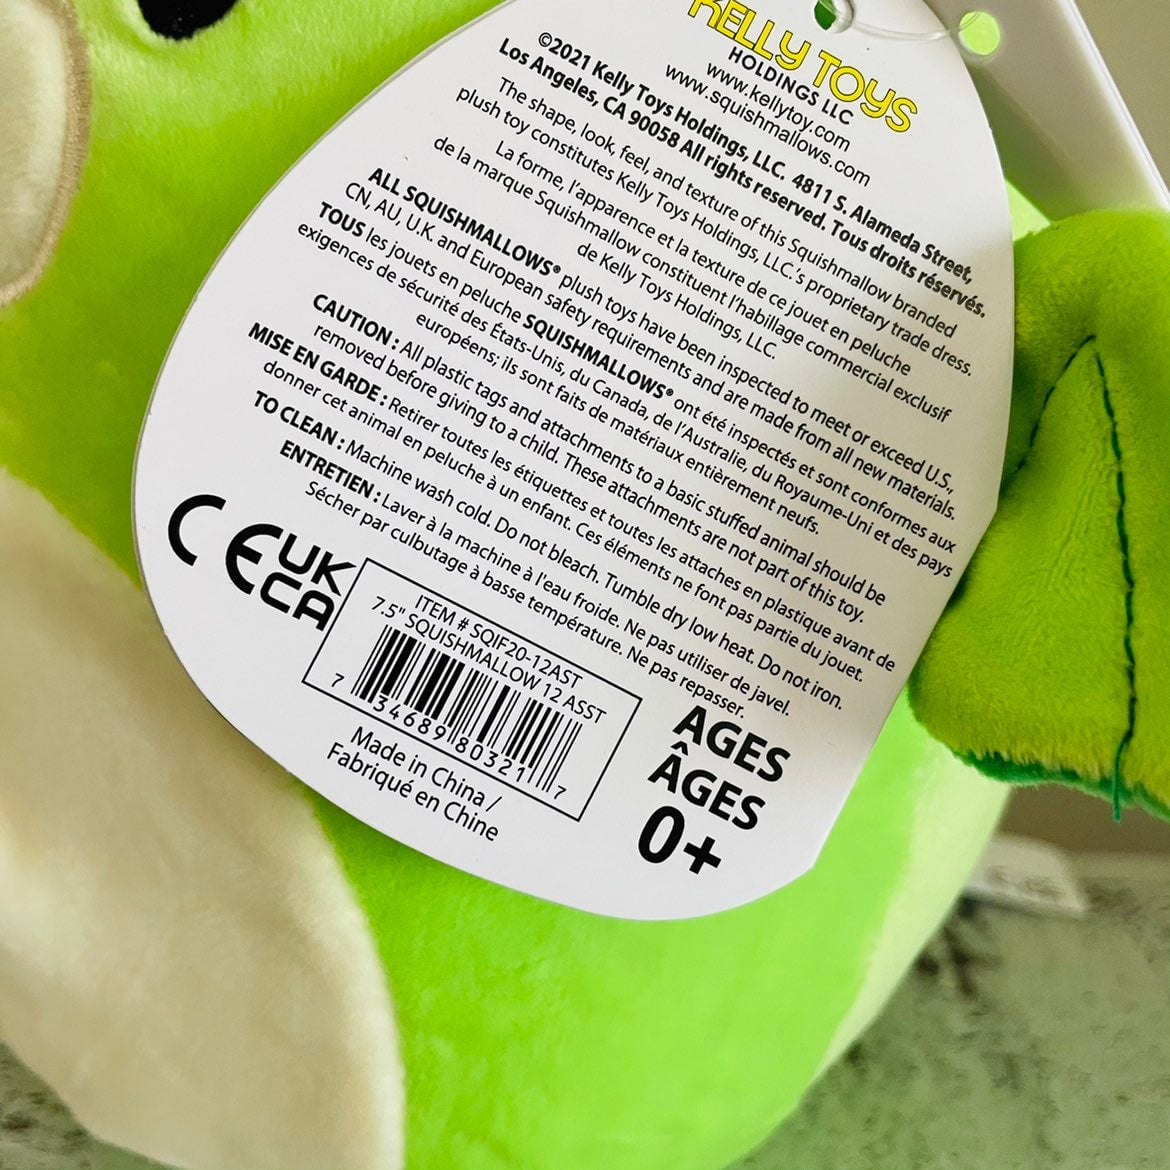 KELLY TOYS
HOLDINGS LLC
www.kellytoy.com
www.squishmallows.com
©2021 Kelly Toys Holdings, LLC. 4811 S. Alameda Street,
Los Angeles, CA 90058 All rights reserved. Tous droits réservés.
The shape, look, feel, and texture of this Squishmallow branded
plush toy constitutes Kelly Toys Holdings, LLC.'s proprietary trade dress.
La forme, l'apparence et la texture de ce jouet en peluche
de la marque Squishmallow constituent l'habillage commercial exclusif
de Kelly Toys Holdings, LLC.
ALL SQUISHMALLOWS® plush toys have been inspected to meet or exceed U.S.,
CN, AU, U.K. and European safety requirements and are made from all new materials.
TOUS les jouets en peluche SQUISHMALLOWS® ont été inspectés et sont conformes aux
exigences de sécurité des États-Unis, du Canada, de l'Australie, du Royaume-Uni et des pays
européens; ils sont faits de matériaux entièrement neufs.
CAUTION : All plastic tags and attachments to a basic stuffed animal should be
removed before giving to a child. These attachments are not part of this toy.
MISE EN GARDE : Retirer toutes les étiquettes et toutes les attaches en plastique avant de
donner cet animal en peluche à un enfant. Ces éléments ne font pas partie du jouet.
TO CLEAN : Machine wash cold. Do not bleach. Tumble dry low heat. Do not iron.
ENTRETIEN : Laver à la machine à l'eau froide. Ne pas utiliser de javel.
Sécher par culbutage à basse température. Ne pas repasser.
CE UK
CA
ITEM # SQIF20-12AST
7.5" SQUISHMALLOW 12 ASST
7 34689 80321 7
Made in China /
Fabriqué en Chine
AGES
ÂGES
0+